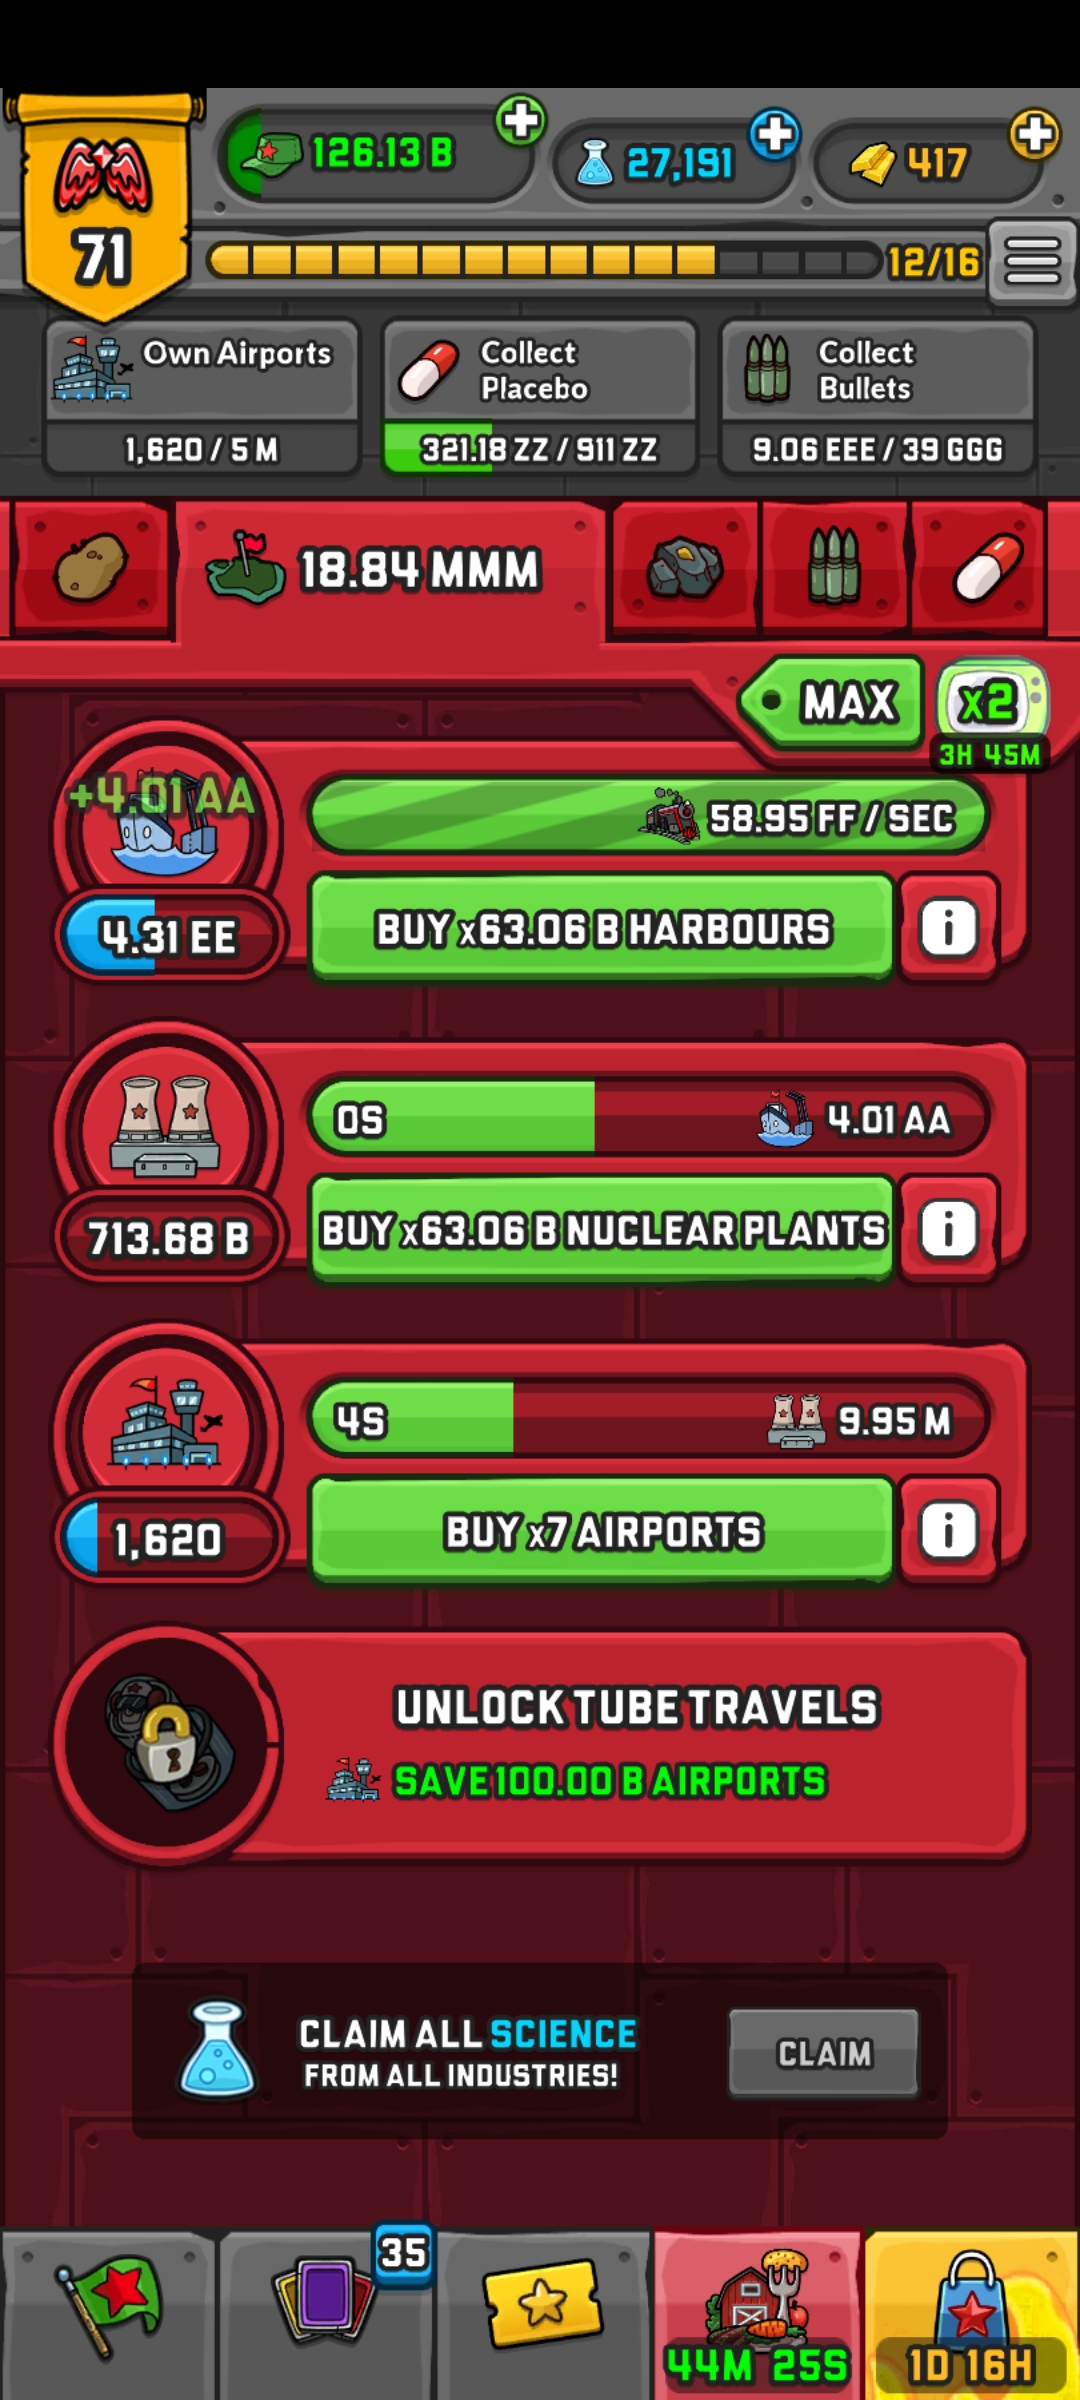 126.13 B
27,191
417
71
12/16
Own Airports
1,620 / 5 M
Collect
Placebo
321.18 ZZ / 911 ZZ
Collect
Bullets
9.06 EEE / 39 GGG
18.84 MMM
MAX
x2
3H 45M
+4.01 AA
58.95 FF / SEC
4.31 EE
BUY x63.06 B HARBOURS
i
0S
4.01 AA
713.68 B
BUY x63.06 B NUCLEAR PLANTS
i
4S
9.95 M
1,620
BUY x7 AIRPORTS
i
UNLOCK TUBE TRAVELS
SAVE 100.00 B AIRPORTS
CLAIM ALL SCIENCE
FROM ALL INDUSTRIES!
CLAIM
35
44M 25S
1D 16H